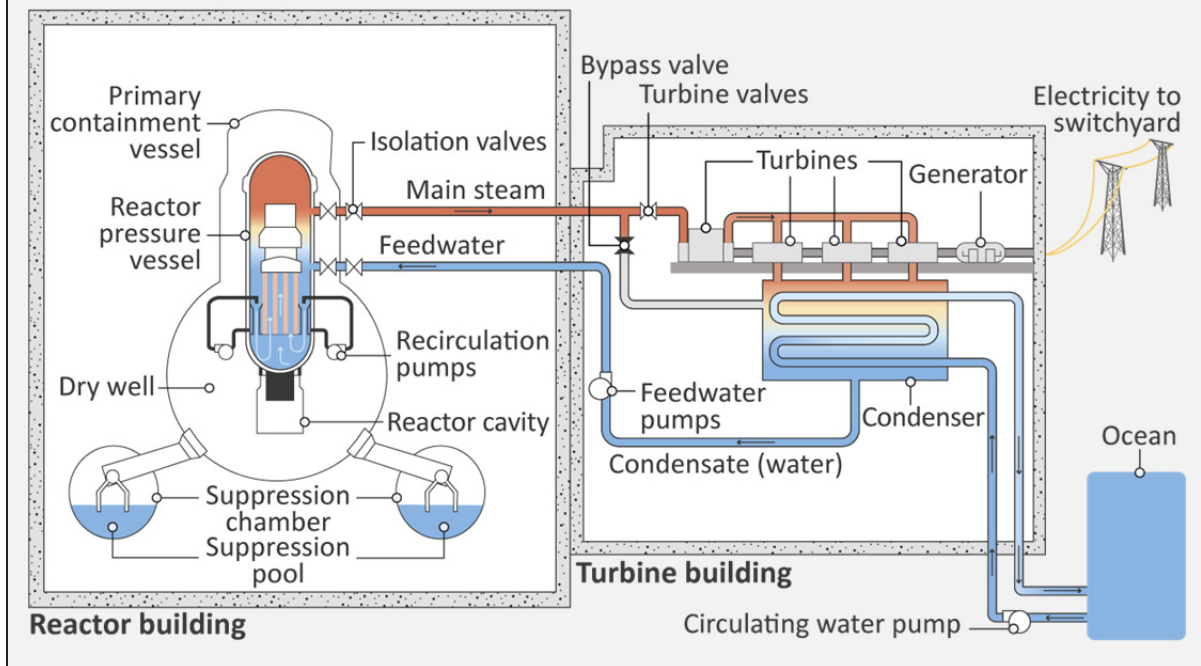 Primary
containment
vessel
Isolation valves
Main steam
Reactor
pressure
vessel
Feedwater
Recirculation
pumps
Dry well
Reactor cavity
Suppression
chamber
Suppression
pool
Reactor building
Bypass valve
Turbine valves
Turbines
Generator
Electricity to
switchyard
Feedwater
pumps
Condenser
Condensate (water)
Ocean
Turbine building
Circulating water pump